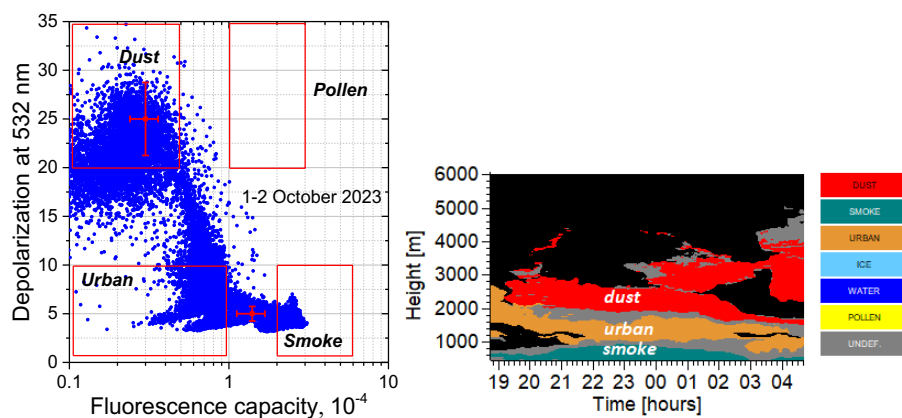 35
30
25
20
15
10
5
0
Depolarization at 532 nm
Dust
Pollen
1-2 October 2023
Urban
Smoke
0.1 1 10
Fluorescence capacity, 10⁻⁴
6000
5000
4000
3000
2000
1000
Height [m]
dust
urban
smoke
19 20 21 22 23 00 01 02 03 04
Time [hours]
DUST
SMOKE
URBAN
ICE
WATER
POLLEN
UNDEF.